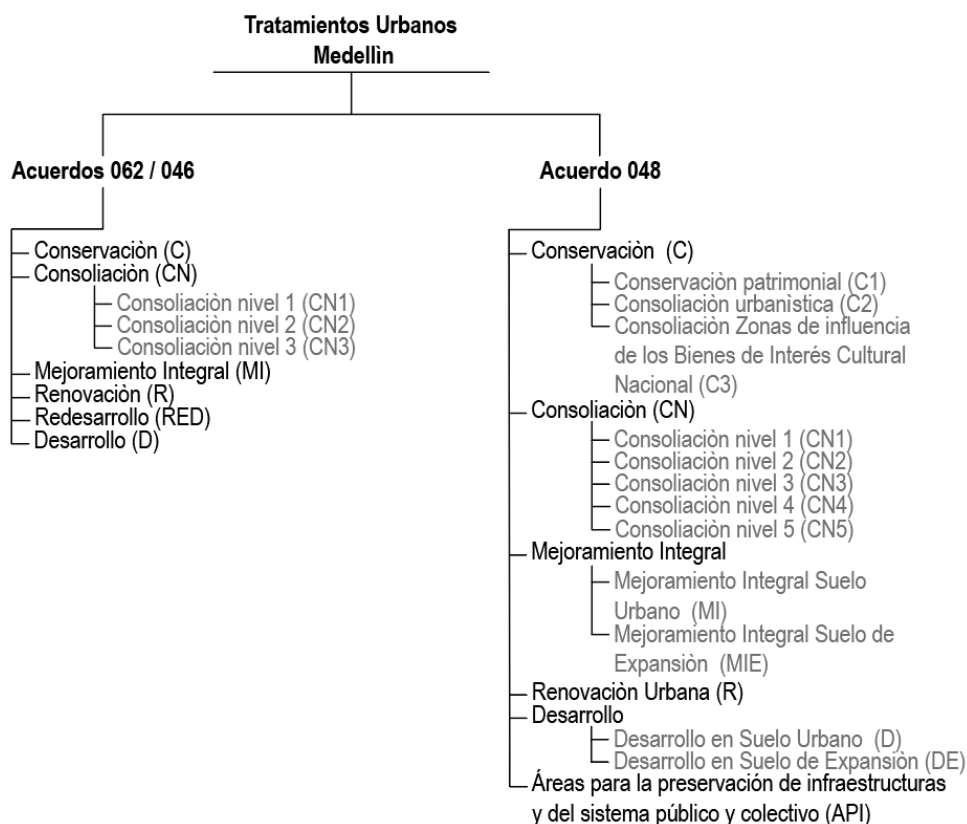 Tratamientos Urbanos
Medellìn
Acuerdos 062 / 046
Conservaciòn (C)
Consoliaciòn (CN)
Consoliaciòn nivel 1 (CN1)
Consoliaciòn nivel 2 (CN2)
Consoliaciòn nivel 3 (CN3)
Mejoramiento Integral (MI)
Renovaciòn (R)
Redesarrollo (RED)
Desarrollo (D)
Acuerdo 048
Conservaciòn (C)
Conservaciòn patrimonial (C1)
Consoliaciòn urbanìstica (C2)
Consoliaciòn Zonas de influencia
de los Bienes de Interés Cultural
Nacional (C3)
Consoliaciòn (CN)
Consoliaciòn nivel 1 (CN1)
Consoliaciòn nivel 2 (CN2)
Consoliaciòn nivel 3 (CN3)
Consoliaciòn nivel 4 (CN4)
Consoliaciòn nivel 5 (CN5)
Mejoramiento Integral
Mejoramiento Integral Suelo
Urbano (MI)
Mejoramiento Integral Suelo de
Expansiòn (MIE)
Renovaciòn Urbana (R)
Desarrollo
Desarrollo en Suelo Urbano (D)
Desarrollo en Suelo de Expansiòn (DE)
Áreas para la preservación de infraestructuras
y del sistema público y colectivo (API)